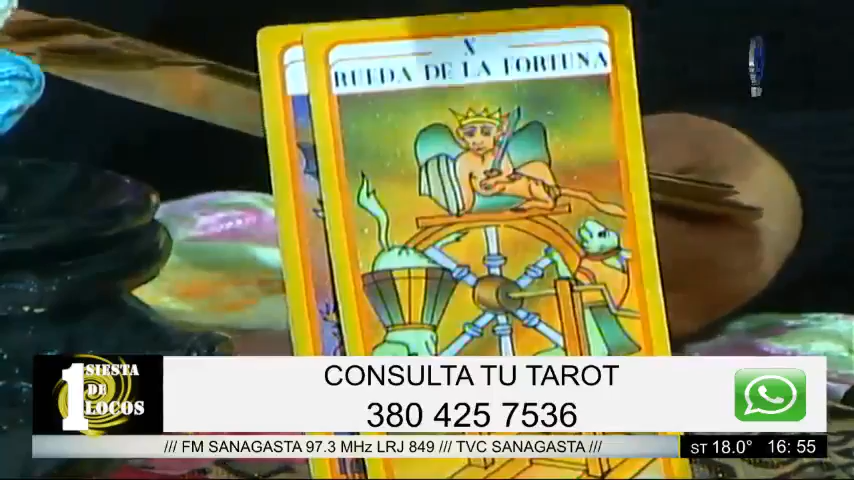 X
RUEDA DE LA FORTUNA
1 SIESTA
DE
LOCOS
CONSULTA TU TAROT
380 425 7536
/// FM SANAGASTA 97.3 MHz LRJ 849 /// TVC SANAGASTA ///
ST 18.0° 16:55